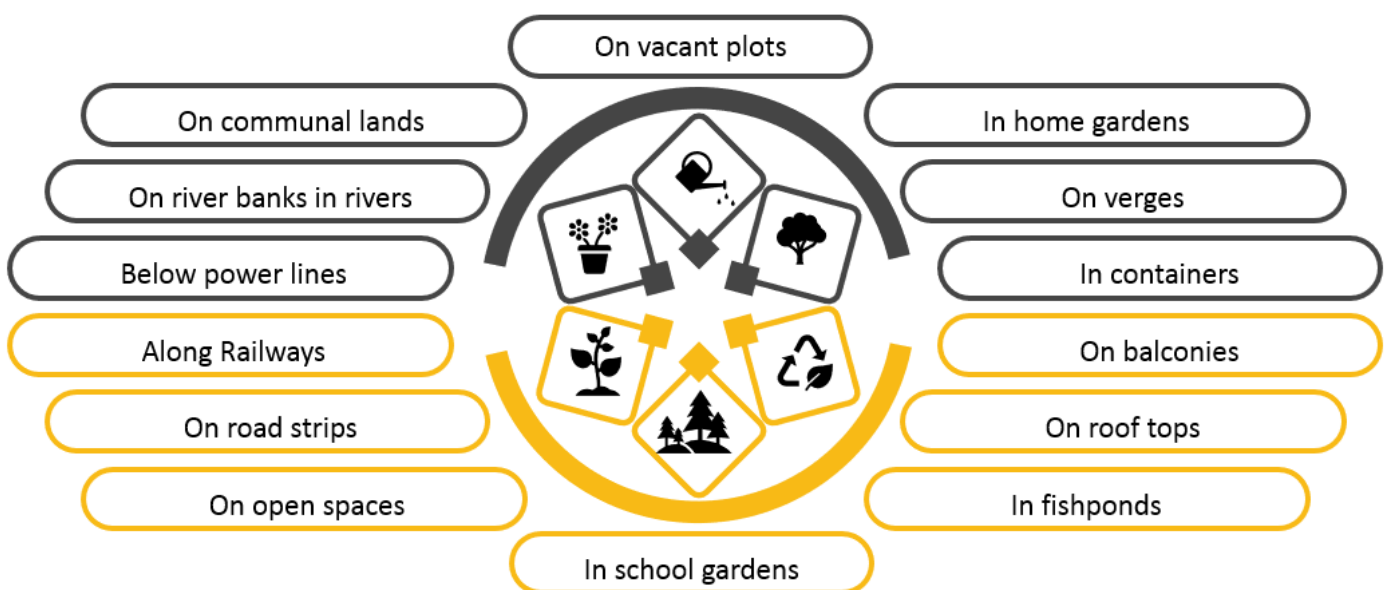 On vacant plots
On communal lands
In home gardens
On river banks in rivers
On verges
Below power lines
In containers
Along Railways
On balconies
On road strips
On roof tops
On open spaces
In fishponds
In school gardens